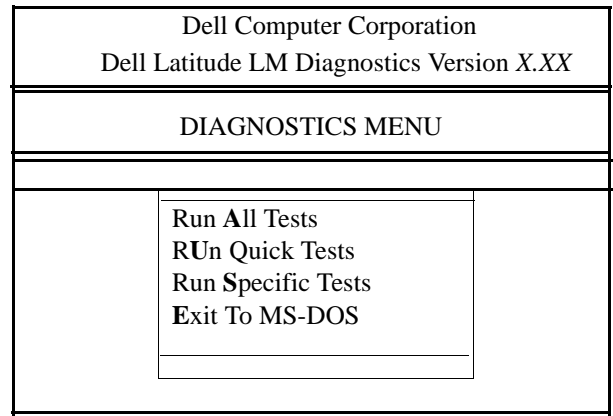 Dell Computer Corporation
Dell Latitude LM Diagnostics Version X.XX
DIAGNOSTICS MENU
Run All Tests
RUn Quick Tests
Run Specific Tests
Exit To MS-DOS